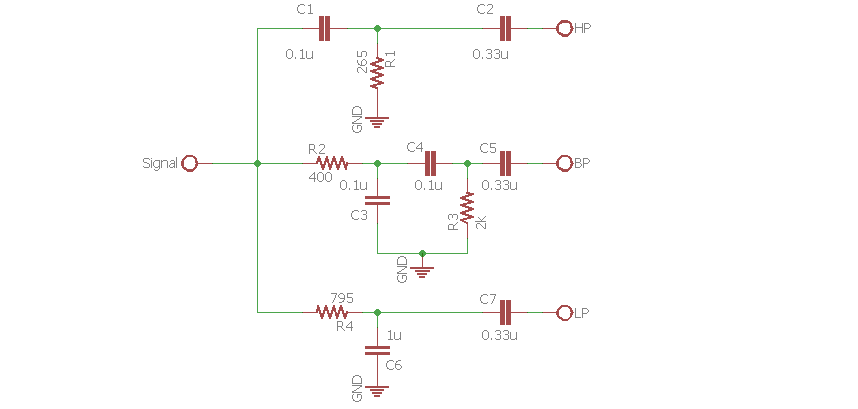 C1
C2
HP
0.1u
265
R1
0.33u
GND
Signal
R2
C4
C5
BP
400
0.1u
0.1u
0.33u
C3
R3
2K
GND
795
C7
LP
R4
1u
0.33u
C6
GND